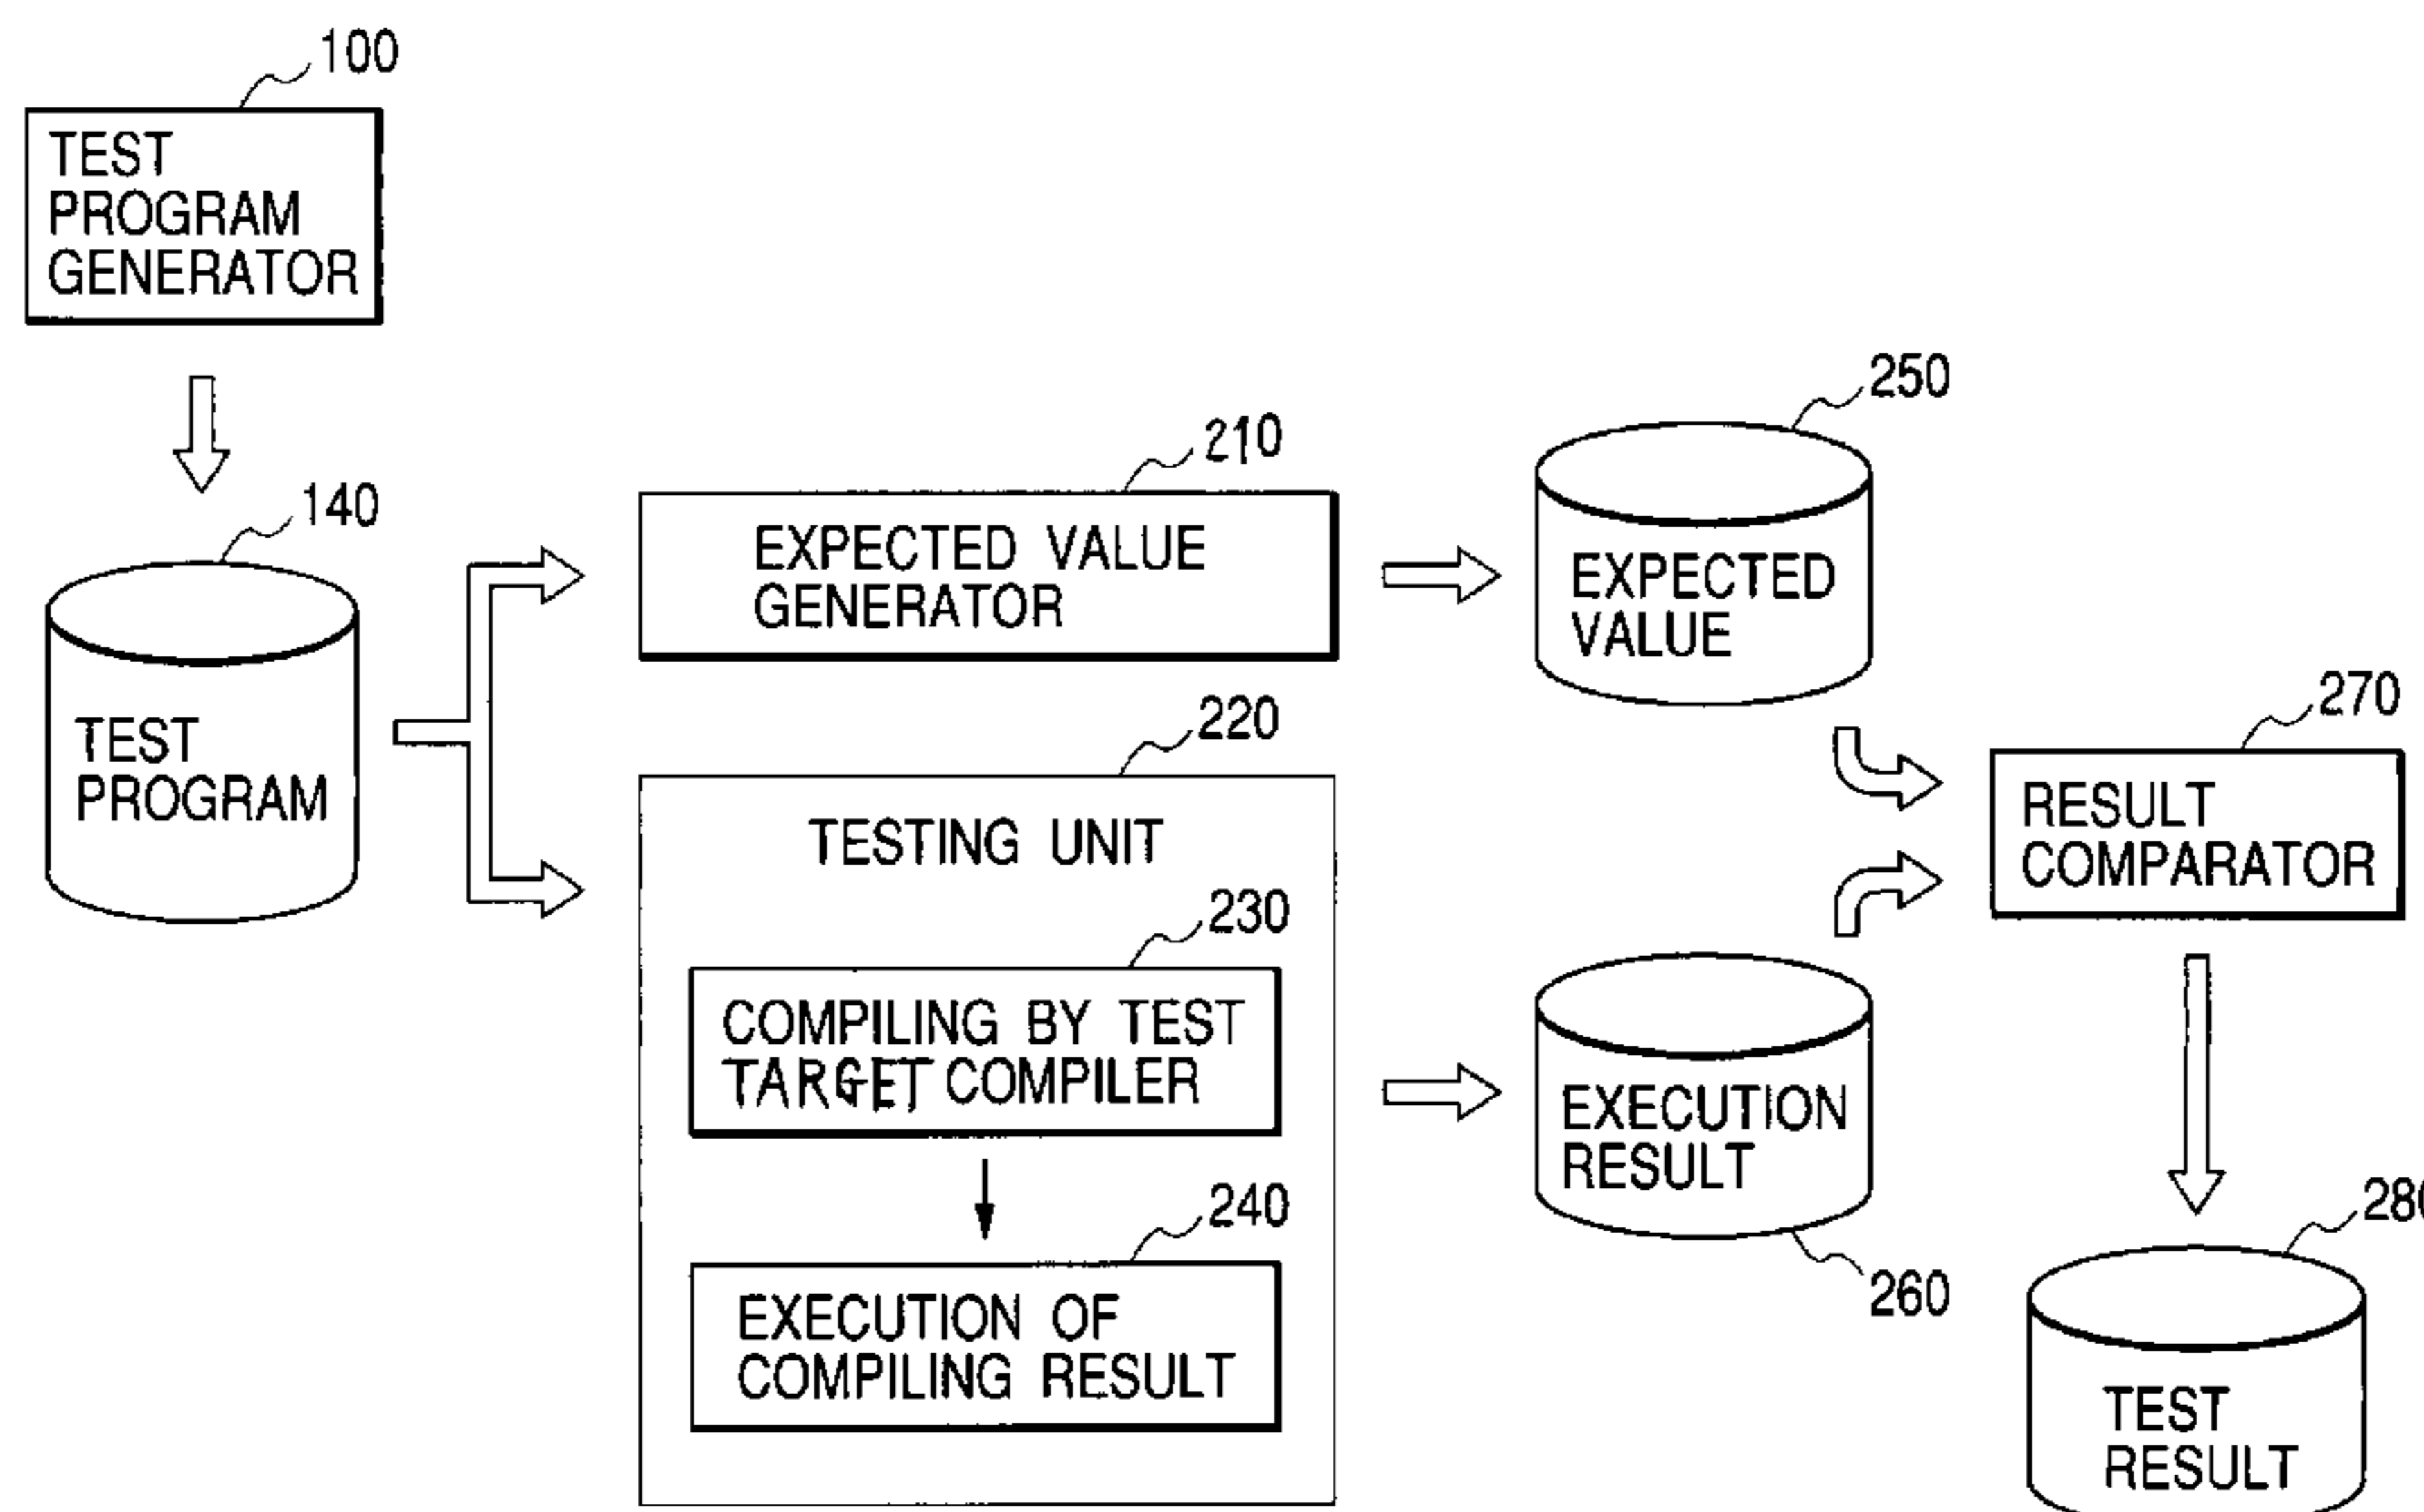 100
TEST
PROGRAM
GENERATOR
140
TEST
PROGRAM
210
EXPECTED VALUE
GENERATOR
220
TESTING UNIT
230
COMPILING BY TEST
TARGET COMPILER
240
EXECUTION OF
COMPILING RESULT
250
EXPECTED
VALUE
EXECUTION
RESULT
260
270
RESULT
COMPARATOR
280
TEST
RESULT